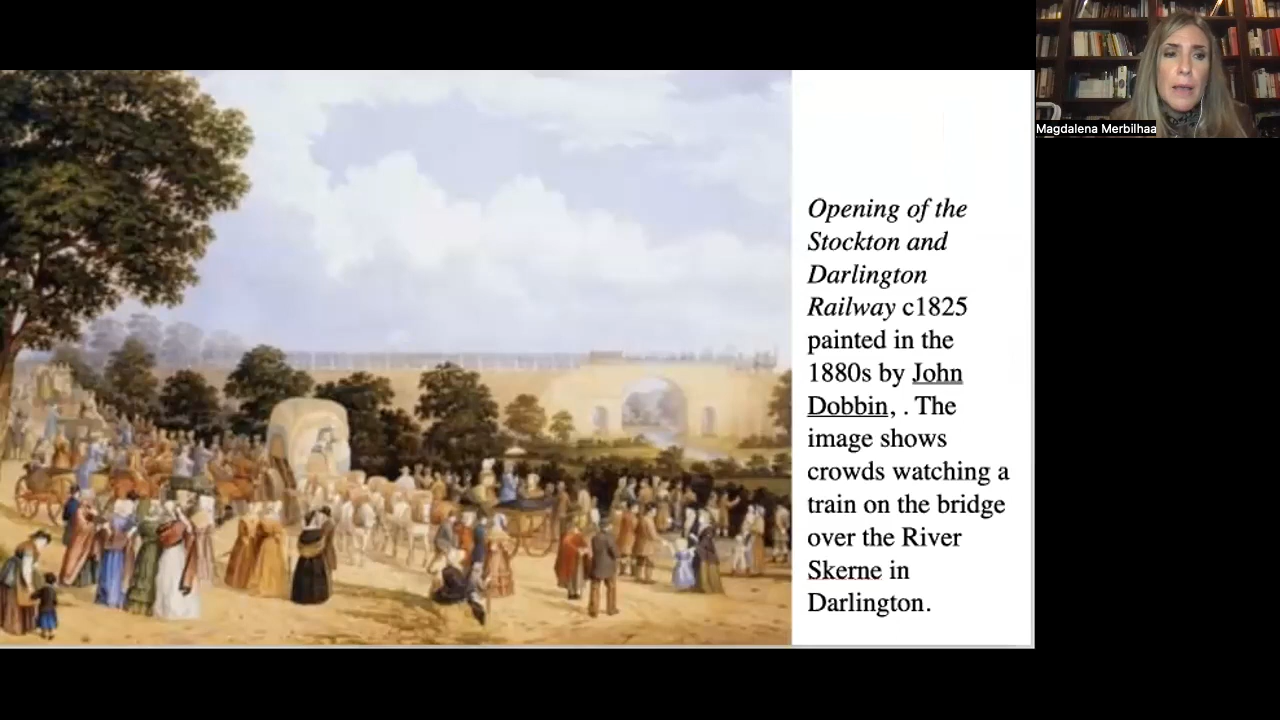 Magdalena Merbilhaa
Opening of the
Stockton and
Darlington
Railway c1825
painted in the
1880s by John
Dobbin, . The
image shows
crowds watching a
train on the bridge
over the River
Skerne in
Darlington.